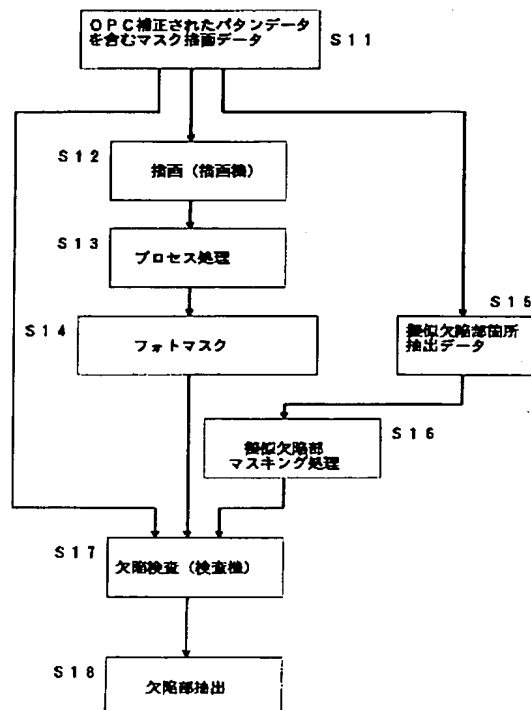 OPC補正されたパタンデータ
を含むマスク描画データ
S11
S12
描画(描画機)
S13
プロセス処理
S14
フォトマスク
S15
擬似欠陥部箇所
抽出データ
S16
擬似欠陥部
マスキング処理
S17
欠陥検査(検査機)
S18
欠陥部抽出